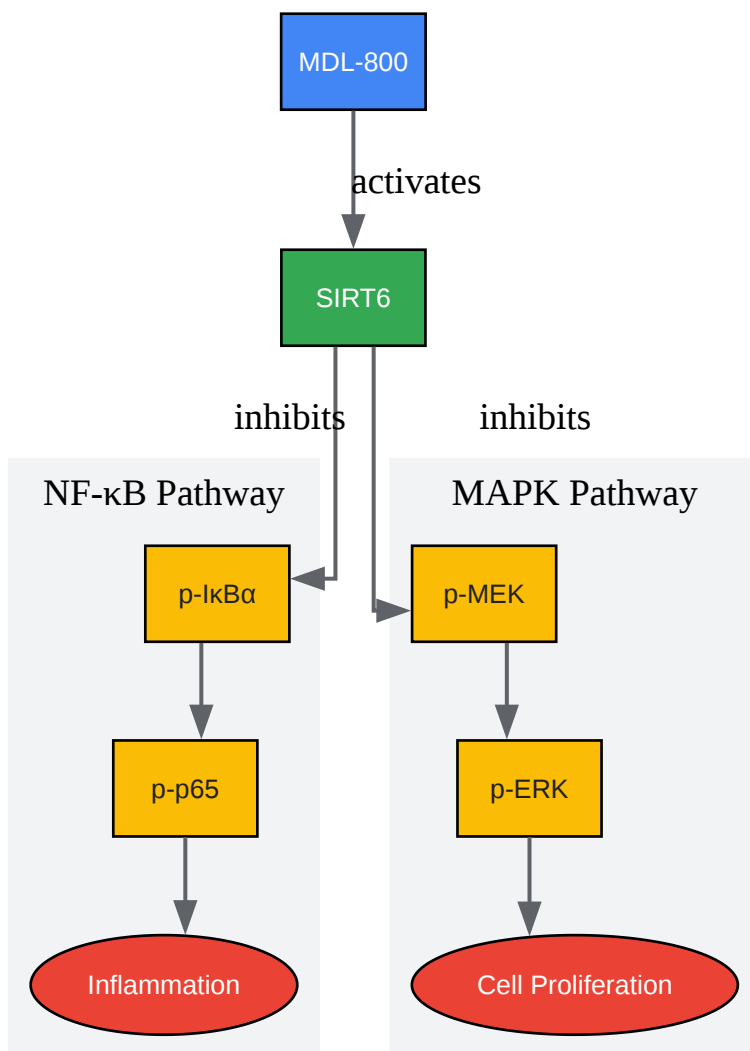 MDL-800
activates
SIRT6
inhibits
inhibits
NF-κB Pathway
MAPK Pathway
p-IκBα
p-MEK
p-p65
p-ERK
Inflammation
Cell Proliferation